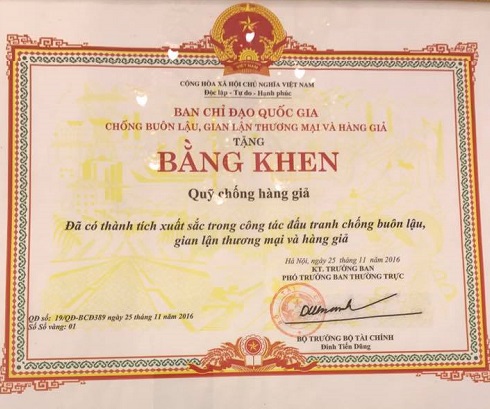 CỘNG HÒA XÃ HỘI CHỦ NGHĨA VIỆT NAM
Độc lập - Tự do - Hạnh phúc
BAN CHỈ ĐẠO QUỐC GIA
CHỐNG BUÔN LẬU, GIAN LẬN THƯƠNG MẠI VÀ HÀNG GIẢ
TẶNG
BẰNG KHEN
Quỹ chống hàng giả
Đã có thành tích xuất sắc trong công tác đấu tranh chống buôn lậu,
gian lận thương mại và hàng giả
Hà Nội, ngày 25 tháng 11 năm 2016
KT. TRƯỞNG BAN
PHÓ TRƯỞNG BAN THƯỜNG TRỰC
QĐ số: 19/QĐ-BCĐ389 ngày 25 tháng 11 năm 2016
Số Sổ vàng: 01
BỘ TRƯỞNG BỘ TÀI CHÍNH
Đinh Tiến Dũng